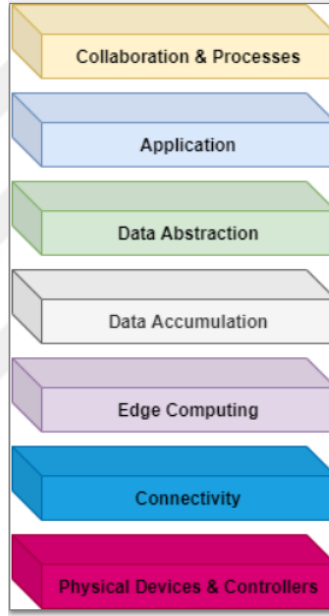 Collaboration & Processes
Application
Data Abstraction
Data Accumulation
Edge Computing
Connectivity
Physical Devices & Controllers